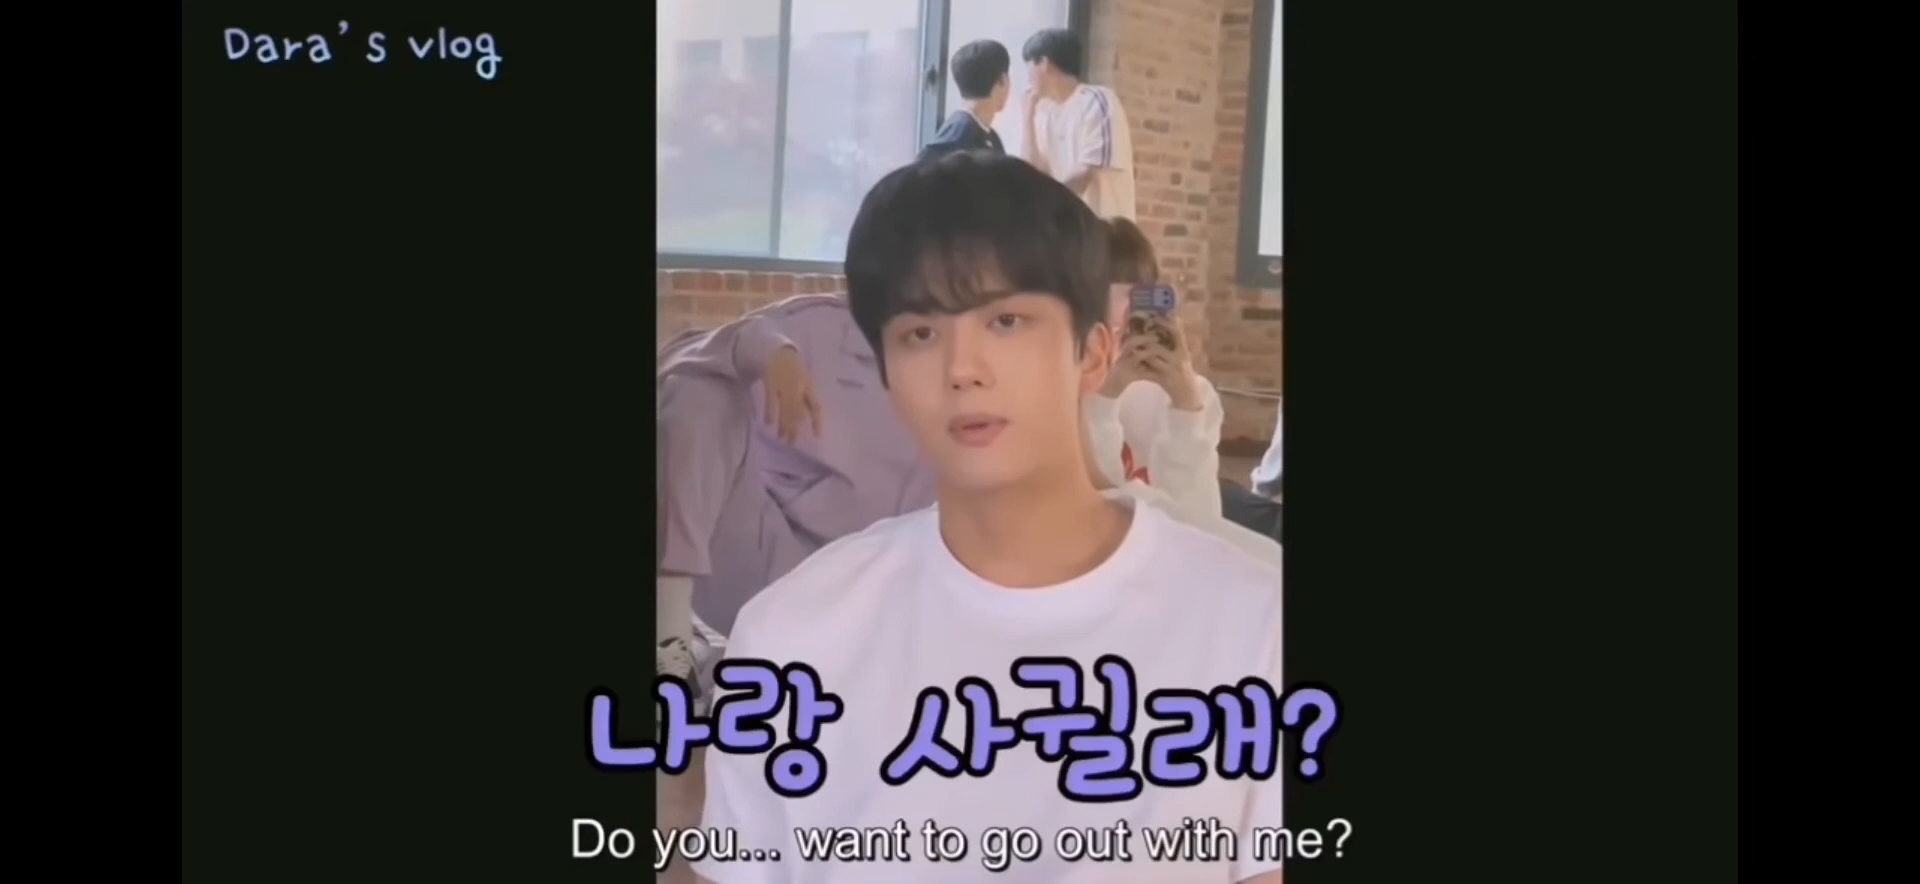 Dara's vlog
나랑 사귈래?
Do you... want to go out with me?